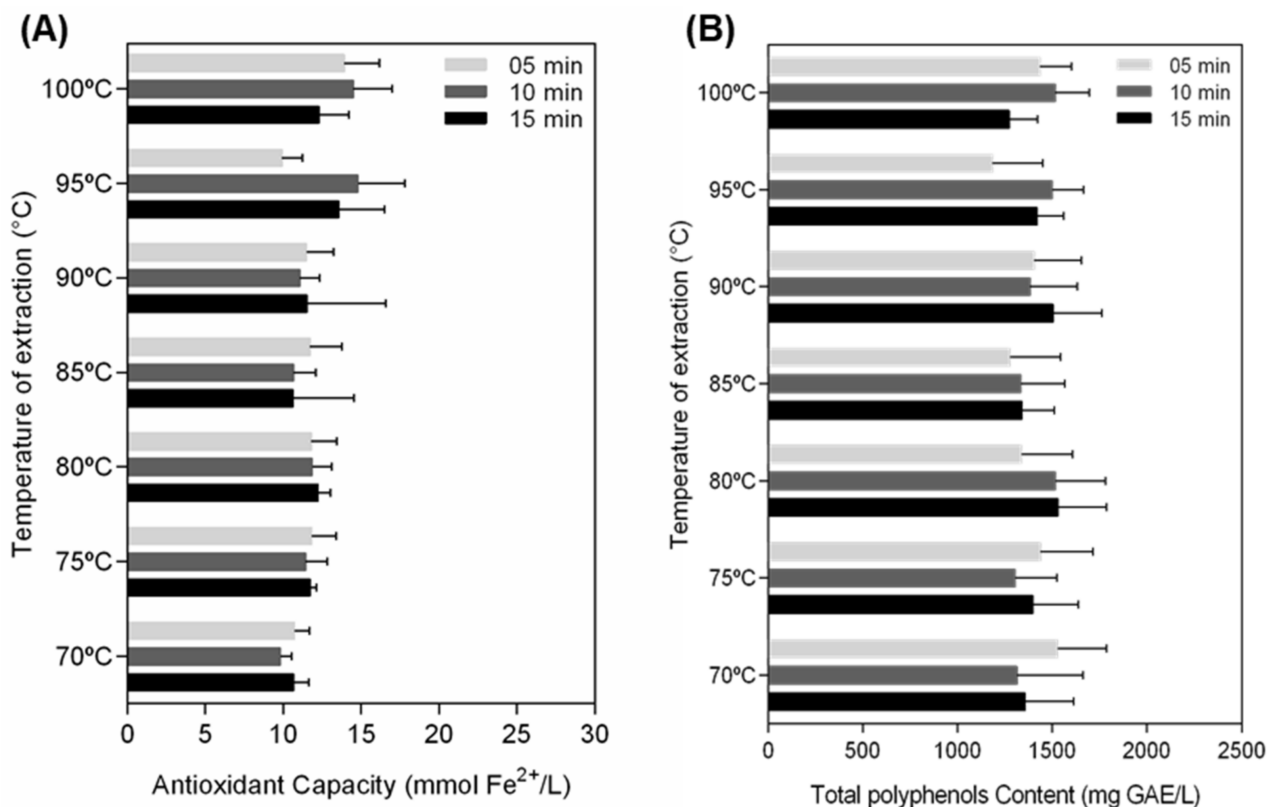 (A)
05 min
10 min
15 min
Temperature of extraction (°C)
100ºC
95ºC
90ºC
85ºC
80ºC
75ºC
70ºC
0 5 10 15 20 25 30
Antioxidant Capacity (mmol Fe²⁺/L)
(B)
05 min
10 min
15 min
Temperature of extraction (°C)
100ºC
95ºC
90ºC
85ºC
80ºC
75ºC
70ºC
0 500 1000 1500 2000 2500
Total polyphenols Content (mg GAE/L)